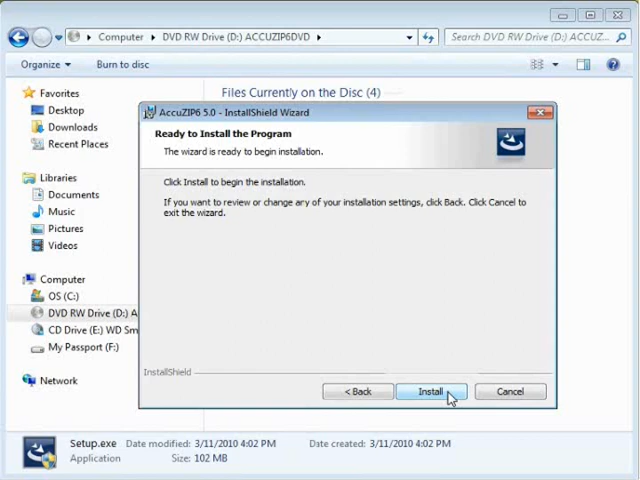 Computer ▸ DVD RW Drive (D:) ACCUZIP6DVD ▸
Search DVD RW Drive (D:) ACCUZ...
Organize
Burn to disc
Favorites
Desktop
Downloads
Recent Places
Libraries
Documents
Music
Pictures
Videos
Computer
OS (C:)
DVD RW Drive (D:) A
CD Drive (E:) WD Sm
My Passport (F:)
Network
Files Currently on the Disc (4)
AccuZIP6 5.0 - InstallShield Wizard
Ready to Install the Program
The wizard is ready to begin installation.
Click Install to begin the installation.
If you want to review or change any of your installation settings, click Back. Click Cancel to
exit the wizard.
InstallShield
< Back
Install
Cancel
Setup.exe Date modified: 3/11/2010 4:02 PM Date created: 3/11/2010 4:02 PM
Application Size: 102 MB